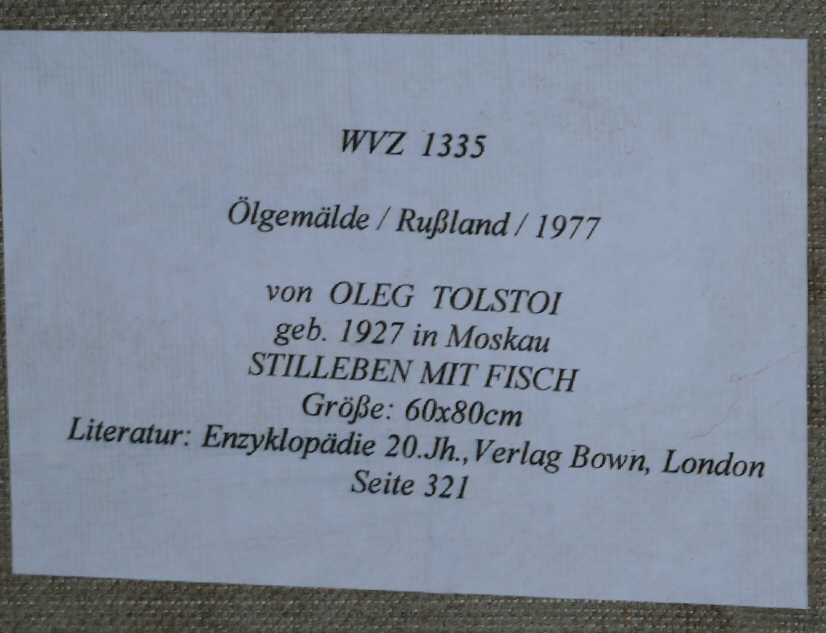 WVZ 1335
Ölgemälde / Rußland / 1977
von OLEG TOLSTOI
geb. 1927 in Moskau
STILLEBEN MIT FISCH
Größe: 60x80cm
Literatur: Enzyklopädie 20.Jh., Verlag Bown, London
Seite 321